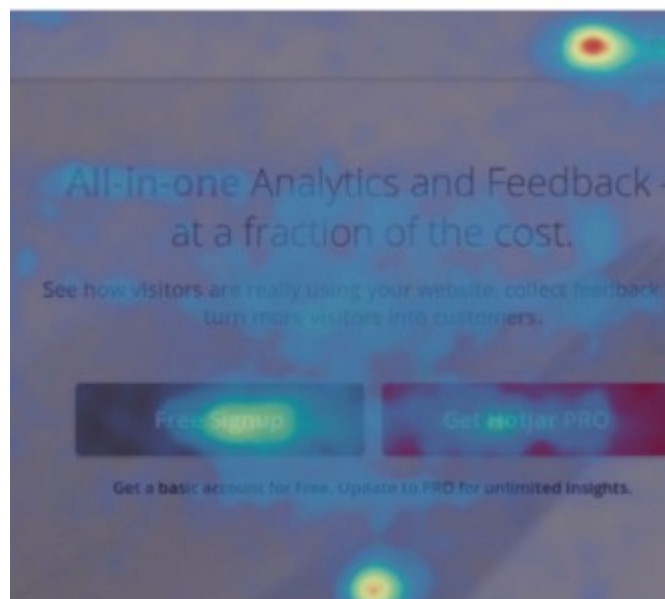 All-in-one Analytics and Feedback -
at a fraction of the cost.
See how visitors are really using your website, collect feedback
turn more visitors into customers.
Free Signup
Get Hotjar PRO
Get a basic account for Free. Update to PRO for unlimited Insights.